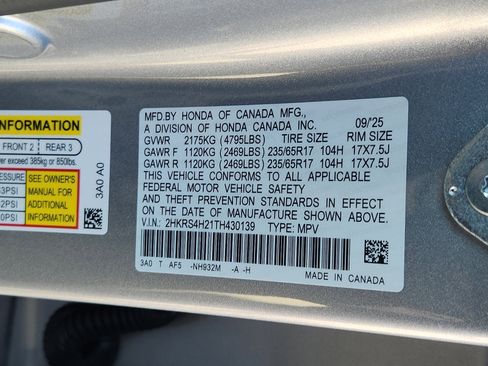 INFORMATION
FRONT 2 REAR 3
exceed 385kg or 850lbs.
SEE OWNER'S
MANUAL FOR
ADDITIONAL
INFORMATION
3A0 A0
MFD.BY HONDA OF CANADA MFG., 09/25
A DIVISION OF HONDA CANADA INC.
GVWR 2175KG (4795LBS) TIRE SIZE RIM SIZE
GAWR F 1120KG (2469LBS) 235/65R17 104H 17X7.5J
GAWR R 1120KG (2469LBS) 235/65R17 104H 17X7.5J
THIS VEHICLE CONFORMS TO ALL APPLICABLE
FEDERAL MOTOR VEHICLE SAFETY
AND THEFT PREVENTION STANDARDS IN EFFECT
ON THE DATE OF MANUFACTURE SHOWN ABOVE.
V.I.N.: 2HKRS4H21TH430139 TYPE: MPV
3A0 T AF5 -NH932M -A -H
MADE IN CANADA